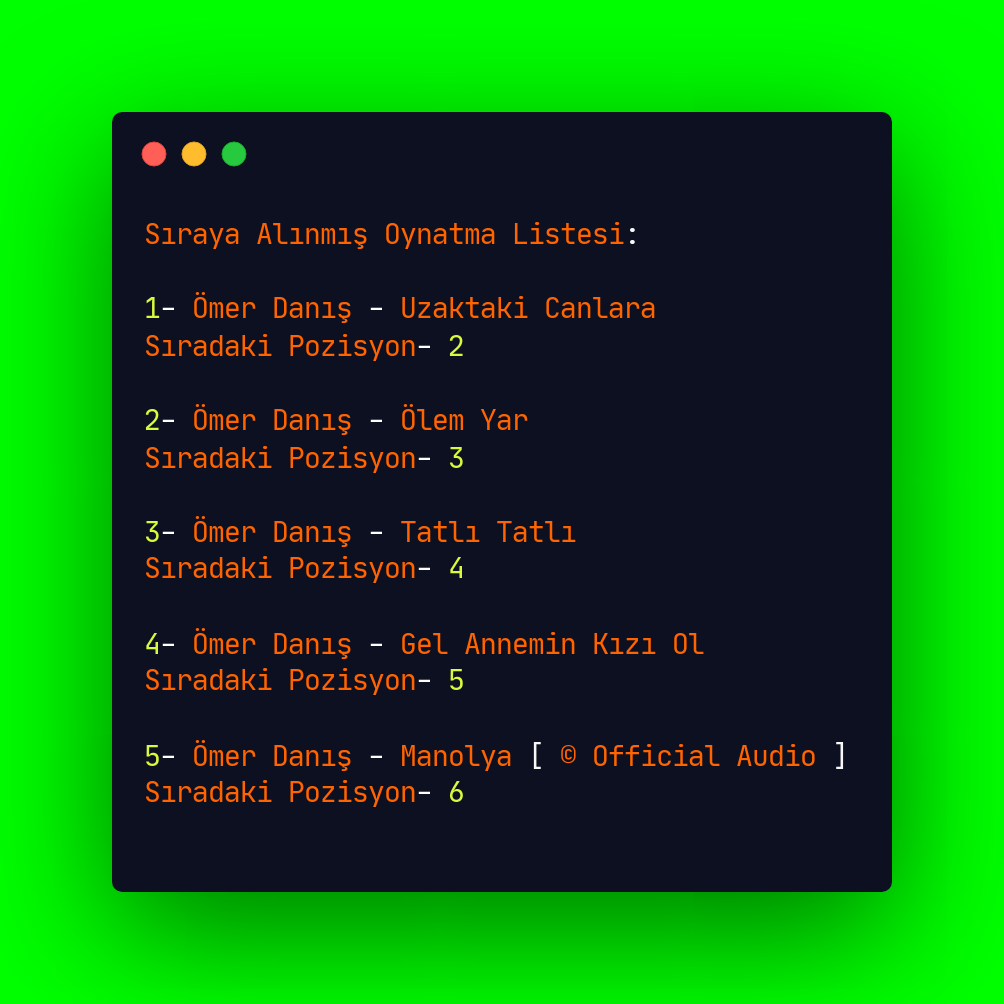 Sıraya Alınmış Oynatma Listesi:
1- Ömer Danış - Uzaktaki Canlara
Sıradaki Pozisyon- 2
2- Ömer Danış - Ölem Yar
Sıradaki Pozisyon- 3
3- Ömer Danış - Tatlı Tatlı
Sıradaki Pozisyon- 4
4- Ömer Danış - Gel Annemin Kızı Ol
Sıradaki Pozisyon- 5
5- Ömer Danış - Manolya [ © Official Audio ]
Sıradaki Pozisyon- 6